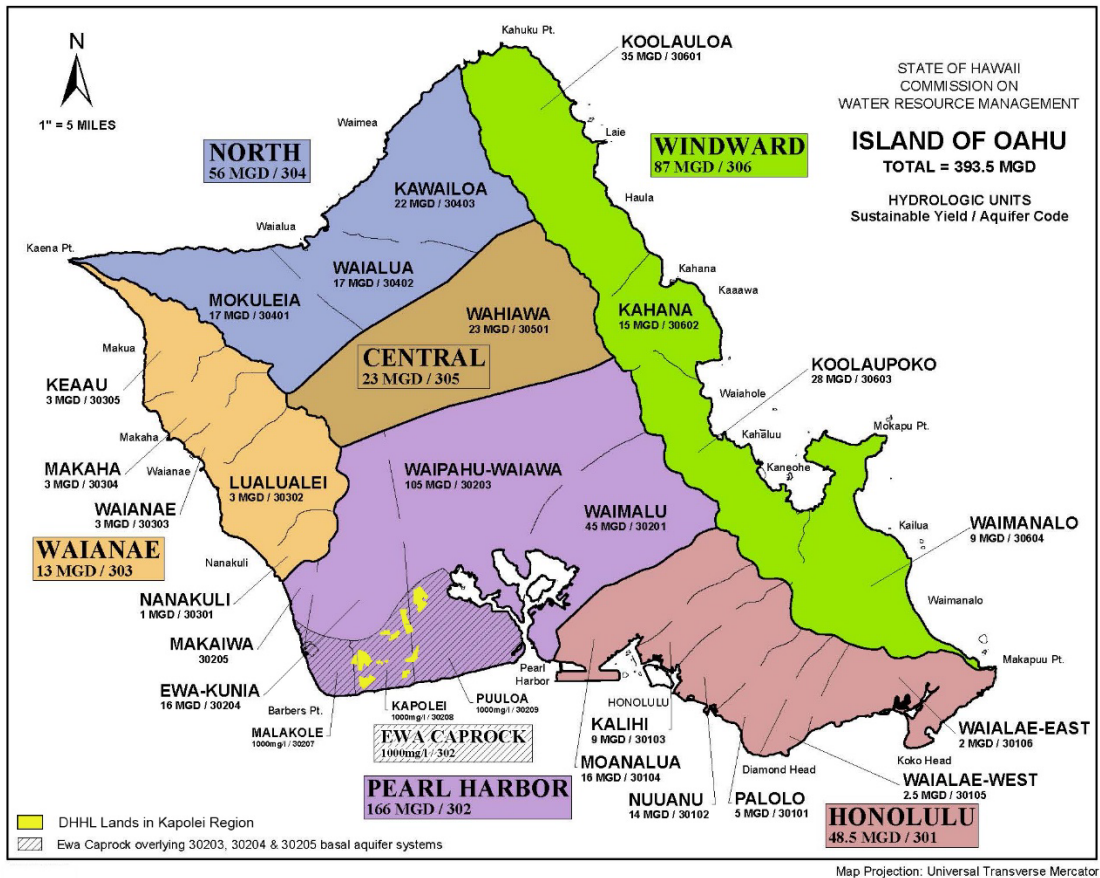 N
1" = 5 MILES
STATE OF HAWAII
COMMISSION ON
WATER RESOURCE MANAGEMENT
ISLAND OF OAHU
TOTAL = 393.5 MGD
HYDROLOGIC UNITS
Sustainable Yield / Aquifer Code
Kahuku Pt.
KOOLAULOA
35 MGD / 30601
Waimea
Laie
NORTH
56 MGD / 304
WINDWARD
87 MGD / 306
KAWAILOA
22 MGD / 30403
Haula
Waialua
Kaena Pt.
WAIALUA
17 MGD / 30402
Kahana
Kaaawa
MOKULEIA
17 MGD / 30401
WAHIAWA
23 MGD / 30501
KAHANA
15 MGD / 30602
Makua
CENTRAL
23 MGD / 305
KOOLAUPOKO
28 MGD / 30603
KEAAU
3 MGD / 30305
Waiahole
Mokapu Pt.
Makaha
Kahaluu
MAKAHA
3 MGD / 30304
Waianae
Kaneohe
WAIPAHU-WAIAWA
105 MGD / 30203
LUALUALEI
3 MGD / 30302
WAIANAE
3 MGD / 30303
WAIMALU
45 MGD / 30201
Kailua
WAIMANALO
9 MGD / 30604
WAIANAE
13 MGD / 303
Nanakuli
NANAKULI
1 MGD / 30301
Waimanalo
MAKAIWA
30205
Makapuu Pt.
Pearl
Harbor
EWA-KUNIA
16 MGD / 30204
Barbers Pt.
KAPOLEI
1000mg/l / 30208
PUULOA
1000mg/l / 30209
HONOLULU
MALAKOLE
1000mg/l / 30207
KALIHI
9 MGD / 30103
EWA CAPROCK
1000mg/l / 302
WAIALAE-EAST
2 MGD / 30106
MOANALUA
16 MGD / 30104
Diamond Head
Koko Head
PEARL HARBOR
166 MGD / 302
NUUANU
14 MGD / 30102
PALOLO
5 MGD / 30101
WAIALAE-WEST
2.5 MGD / 30105
HONOLULU
48.5 MGD / 301
DHHL Lands in Kapolei Region
Ewa Caprock overlying 30203, 30204 & 30205 basal aquifer systems
Map Projection: Universal Transverse Mercator